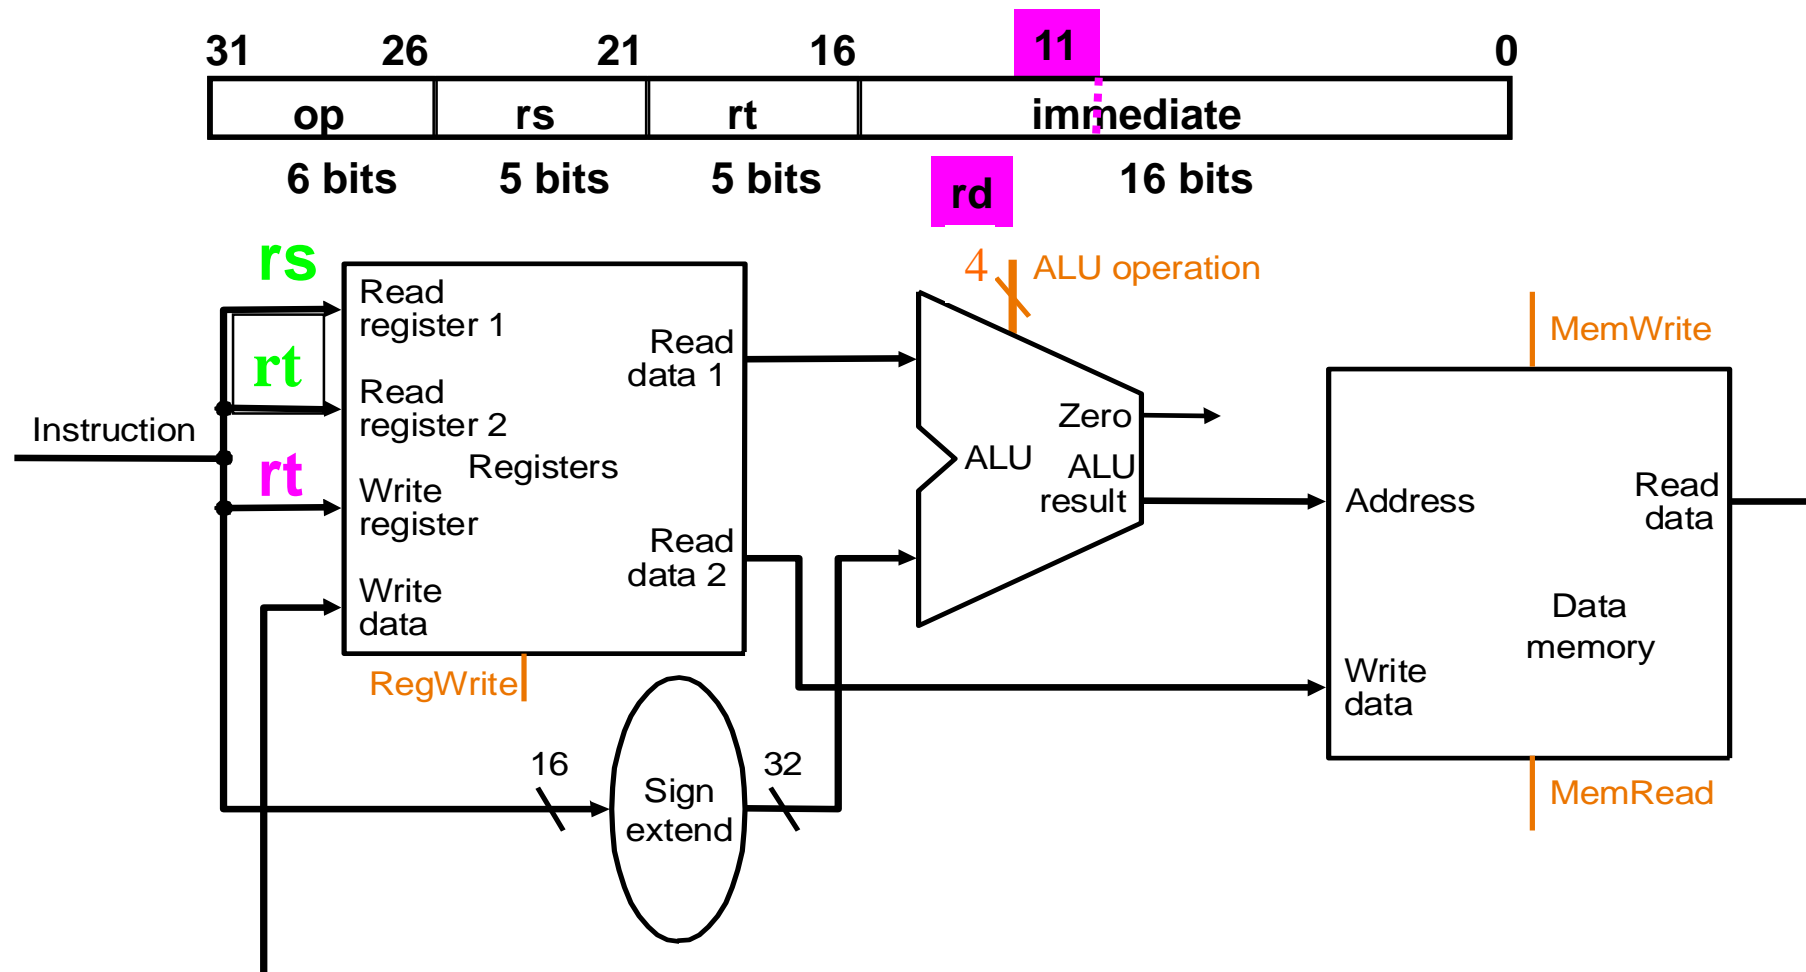 31 26 21 16 11 0
op rs rt immediate
6 bits 5 bits 5 bits rd 16 bits
rs
rt
rt
Instruction
Read
register 1
Read
register 2
Write
register
Write
data
Registers
Read
data 1
Read
data 2
RegWrite
16
Sign
extend
32
4
ALU operation
Zero
ALU
ALU
result
MemWrite
Address
Read
data
Data
memory
Write
data
MemRead